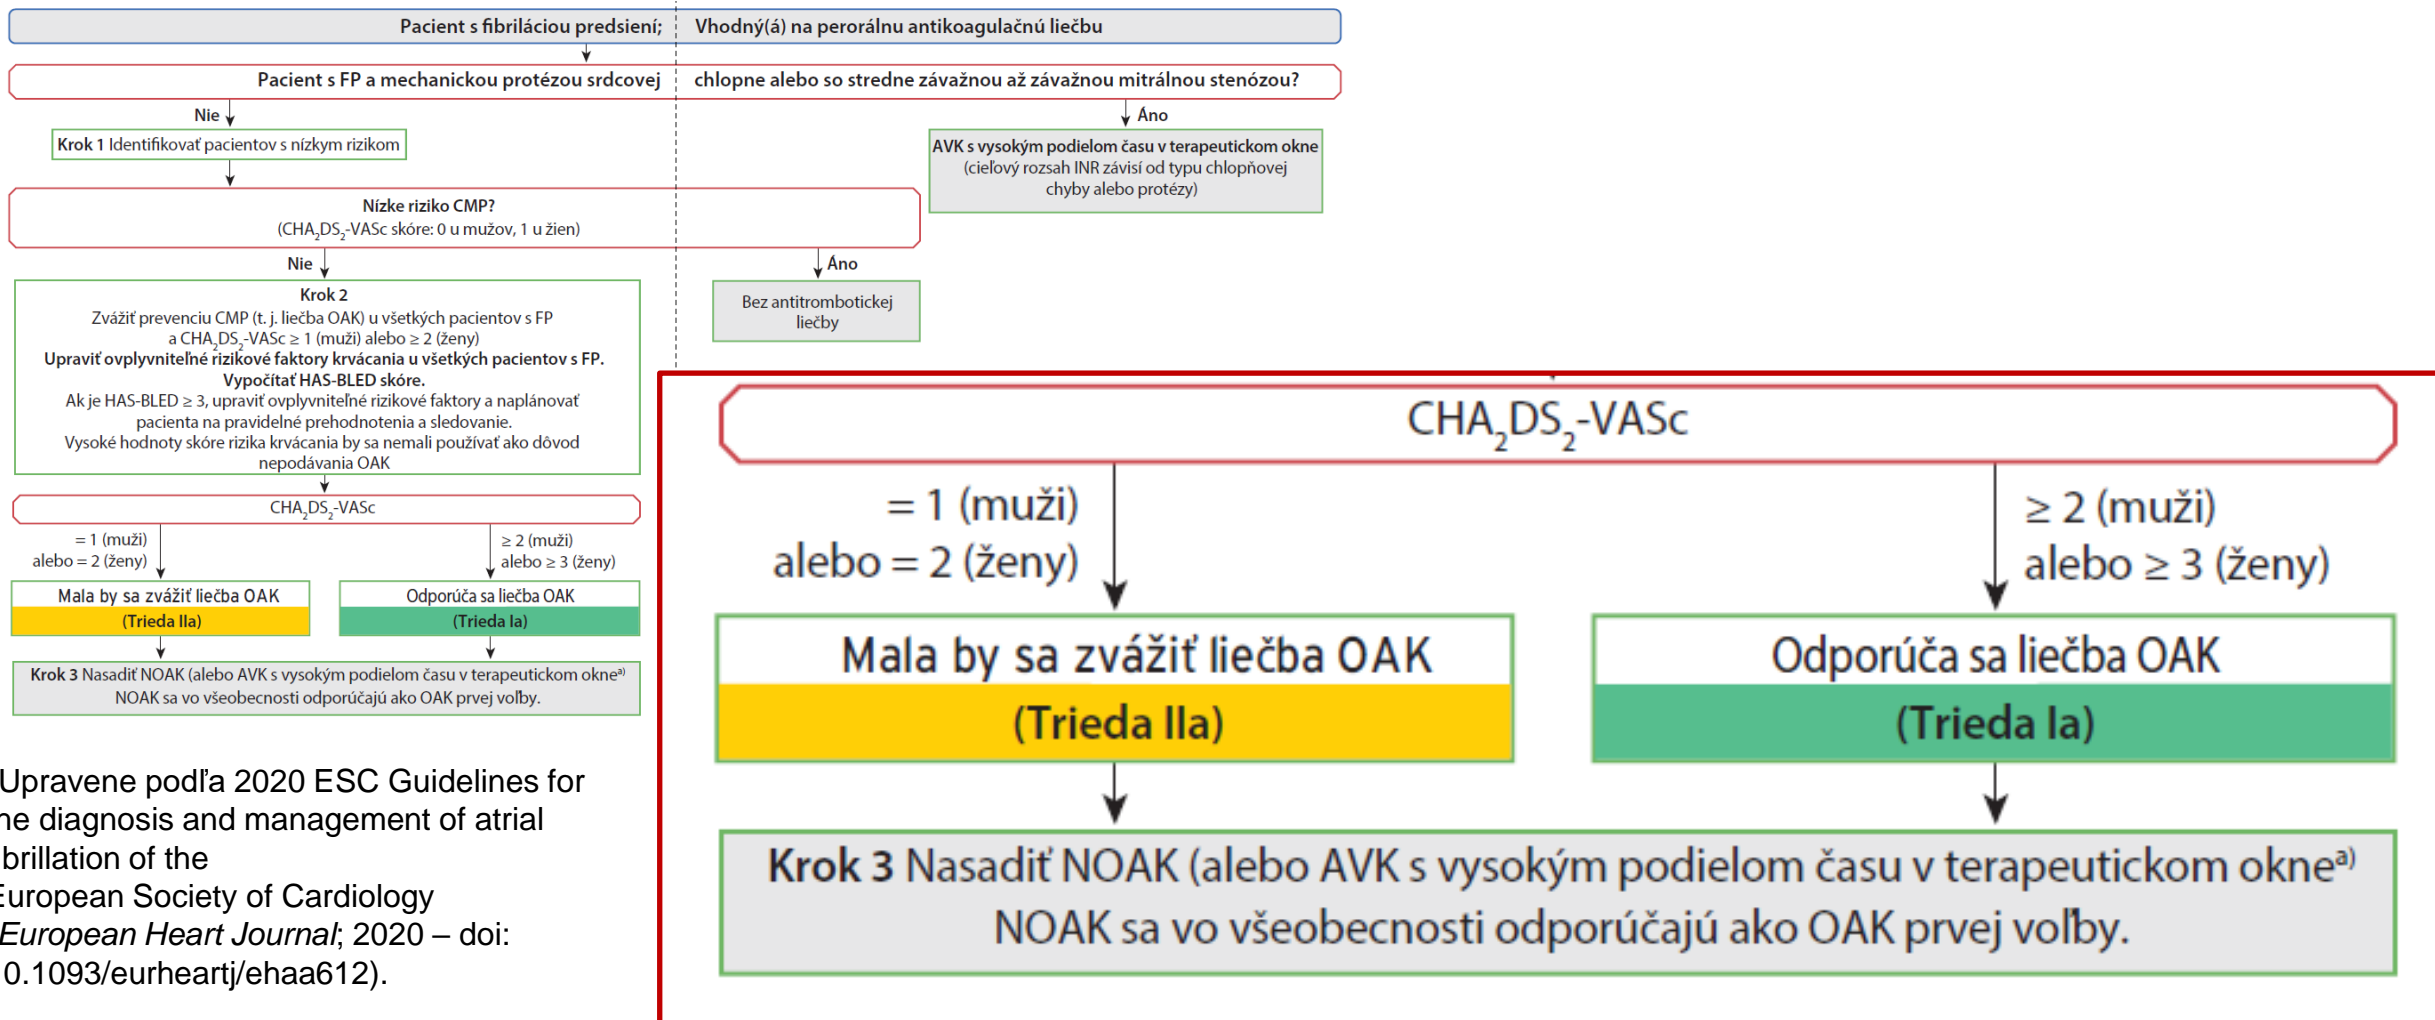 Pacient s fibriláciou predsiení; Vhodný(á) na perorálnu antikoagulačnú liečbu
Pacient s FP a mechanickou protézou srdcovej chlopne alebo so stredne závažnou až závažnou mitrálnou stenózou?
Nie
Áno
Krok 1 Identifikovať pacientov s nízkym rizikom
AVK s vysokým podielom času v terapeutickom okne
(cieľový rozsah INR závisí od typu chlopňovej
chyby alebo protézy)
Nízke riziko CMP?
(CHA₂DS₂-VASc skóre: 0 u mužov, 1 u žien)
Nie
Áno
Krok 2
Zvážiť prevenciu CMP (t. j. liečba OAK) u všetkých pacientov s FP
a CHA₂DS₂-VASc ≥ 1 (muži) alebo ≥ 2 (ženy)
Upraviť ovplyvniteľné rizikové faktory krvácania u všetkých pacientov s FP.
Vypočítať HAS-BLED skóre.
Ak je HAS-BLED ≥ 3, upraviť ovplyvniteľné rizikové faktory a naplánovať
pacienta na pravidelné prehodnotenia a sledovanie.
Vysoké hodnoty skóre rizika krvácania by sa nemali používať ako dôvod
nepodávania OAK
Bez antitrombotickej
liečby
CHA₂DS₂-VASc
= 1 (muži)
alebo = 2 (ženy)
≥ 2 (muži)
alebo ≥ 3 (ženy)
Mala by sa zvážiť liečba OAK
(Trieda IIa)
Odporúča sa liečba OAK
(Trieda Ia)
Krok 3 Nasadiť NOAK (alebo AVK s vysokým podielom času v terapeutickom okneᵃ⁾
NOAK sa vo všeobecnosti odporúčajú ako OAK prvej voľby.
CHA₂DS₂-VASc
= 1 (muži)
alebo = 2 (ženy)
≥ 2 (muži)
alebo ≥ 3 (ženy)
Mala by sa zvážiť liečba OAK
(Trieda IIa)
Odporúča sa liečba OAK
(Trieda Ia)
Krok 3 Nasadiť NOAK (alebo AVK s vysokým podielom času v terapeutickom okneᵃ⁾
NOAK sa vo všeobecnosti odporúčajú ako OAK prvej voľby.
Upravene podľa 2020 ESC Guidelines for
he diagnosis and management of atrial
brillation of the
European Society of Cardiology
European Heart Journal; 2020 – doi:
0.1093/eurheartj/ehaa612).